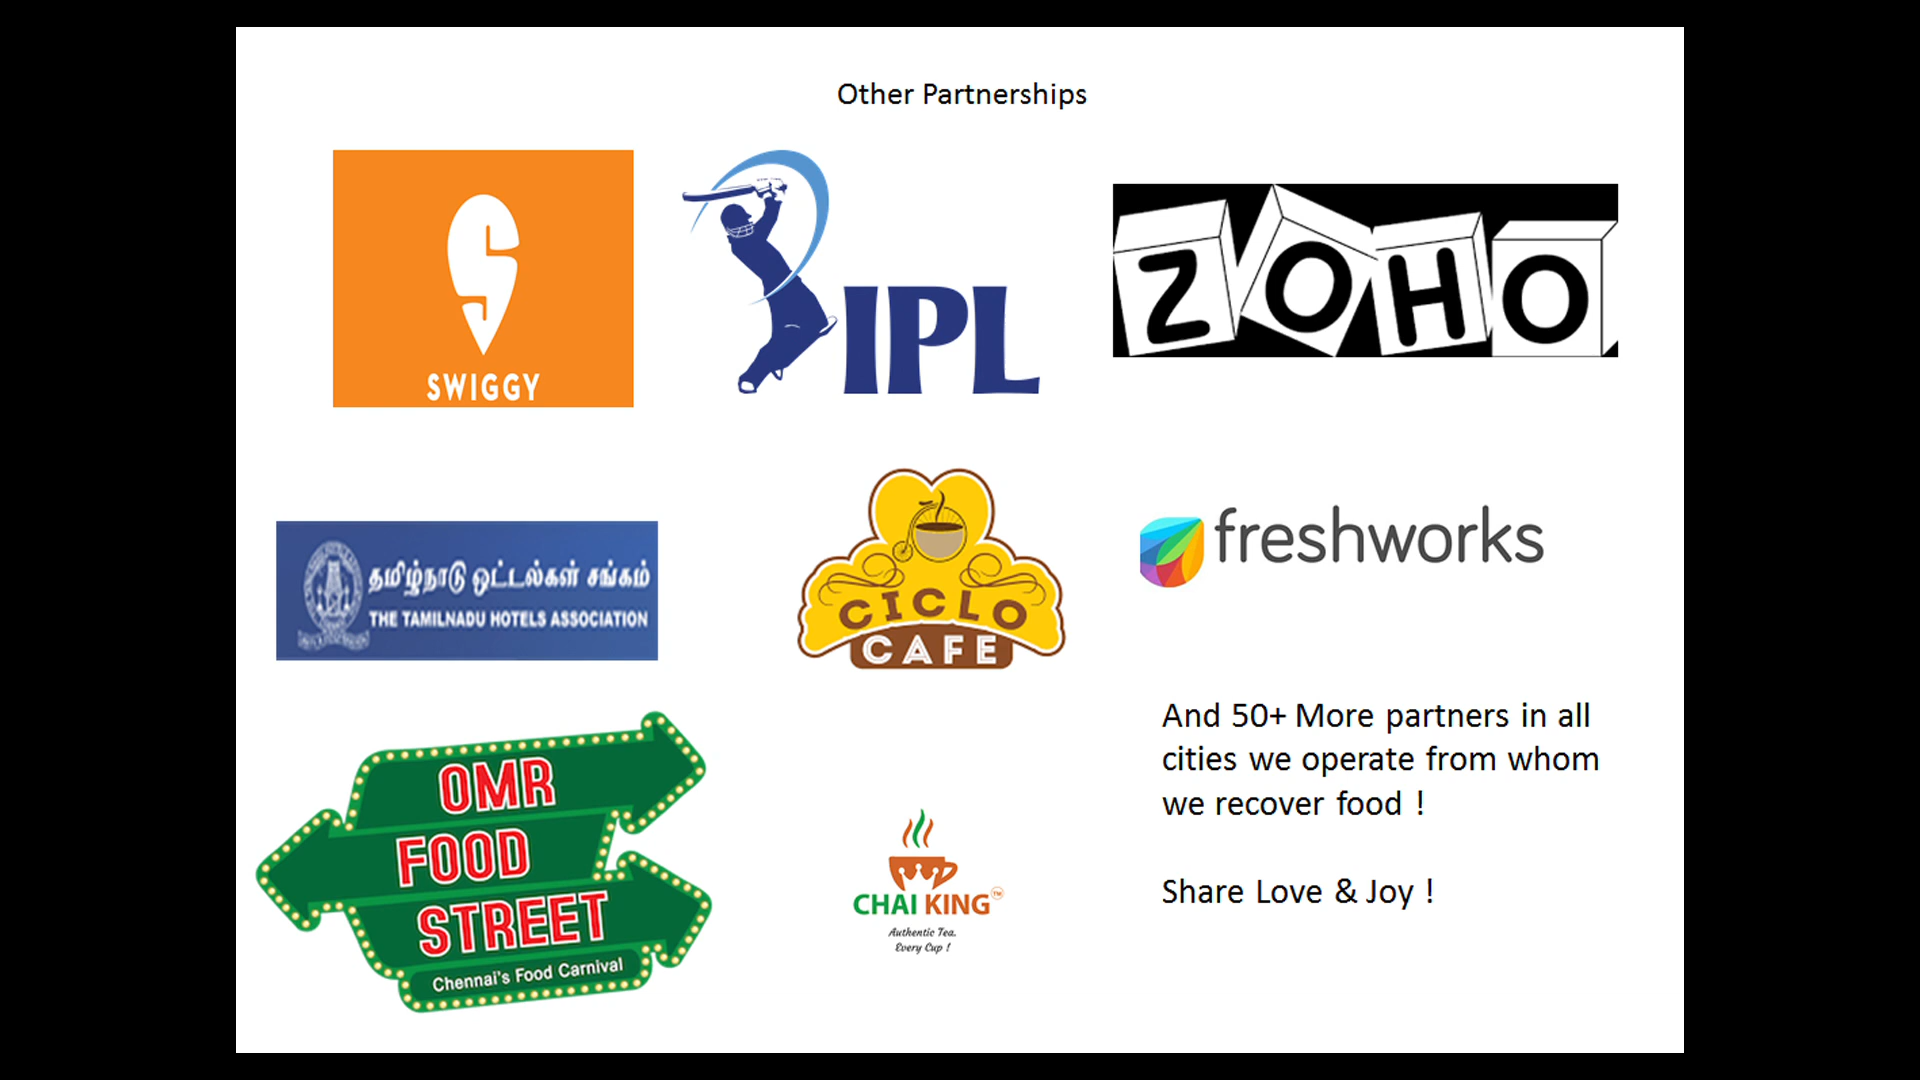 Other Partnerships
SWIGGY
IPL
ZOHO
தமிழ்நாடு ஓட்டல்கள் சங்கம்
THE TAMILNADU HOTELS ASSOCIATION
CICLO
CAFE
freshworks
OMR
FOOD
STREET
Chennai's Food Carnival
CHAI KING™
Authentic Tea.
Every Cup !
And 50+ More partners in all
cities we operate from whom
we recover food !
Share Love & Joy !